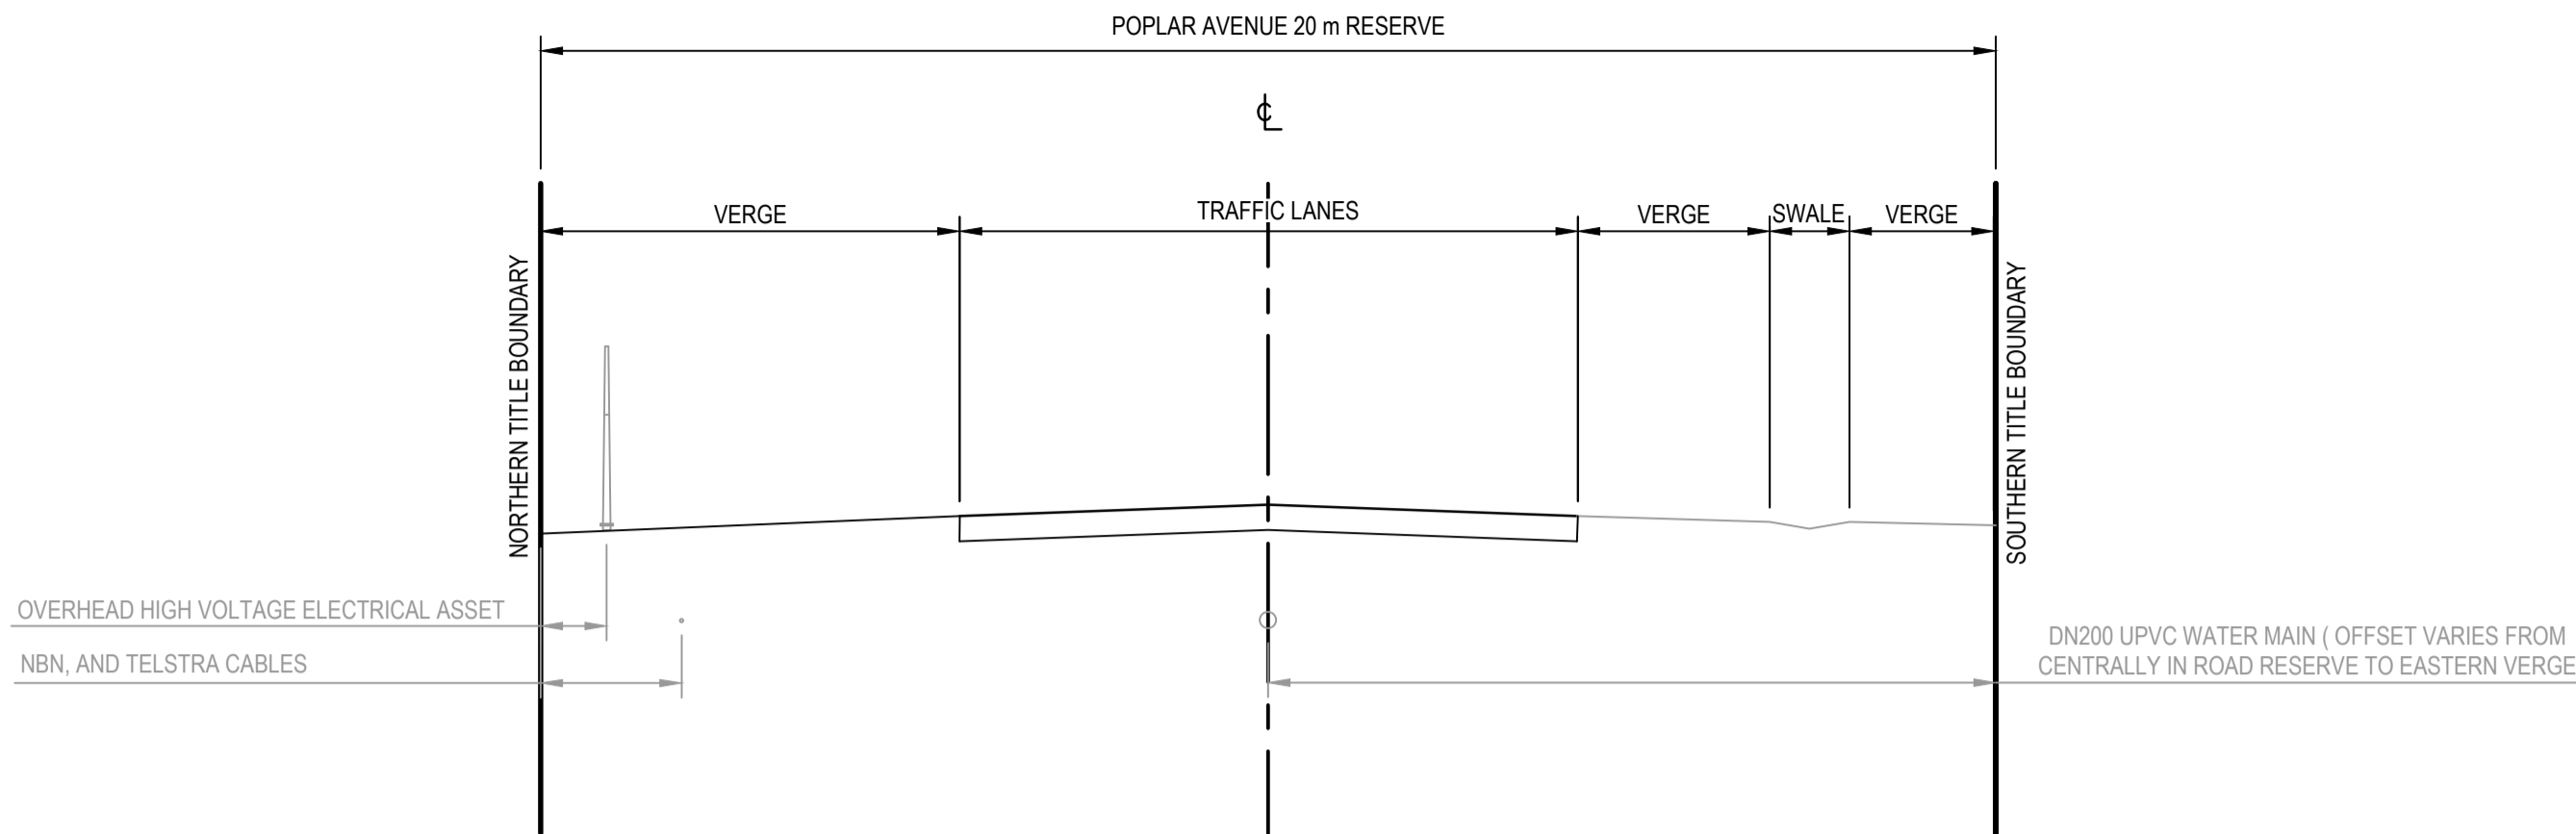 POPLAR AVENUE 20 m RESERVE
℄
VERGE
TRAFFIC LANES
VERGE
SWALE
VERGE
NORTHERN TITLE BOUNDARY
SOUTHERN TITLE BOUNDARY
OVERHEAD HIGH VOLTAGE ELECTRICAL ASSET
NBN, AND TELSTRA CABLES
DN200 UPVC WATER MAIN ( OFFSET VARIES FROM
CENTRALLY IN ROAD RESERVE TO EASTERN VERGE